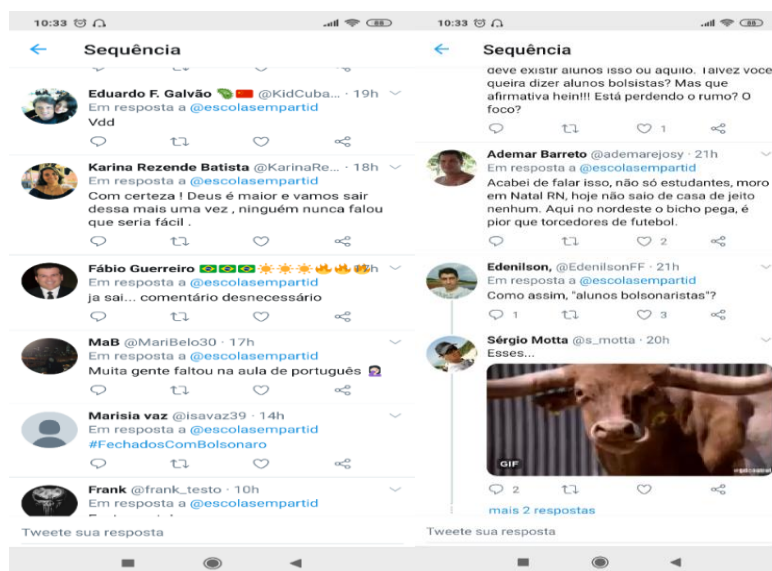 10:33
88
Sequência
Eduardo F. Galvão @KidCuba... · 19h
Em resposta a @escolasempartid
Vdd
Karina Rezende Batista @KarinaRe... · 18h
Em resposta a @escolasempartid
Com certeza ! Deus é maior e vamos sair
dessa mais uma vez , ninguém nunca falou
que seria fácil .
Fábio Guerreiro
Em resposta a @escolasempartid
ja sai... comentário desnecessário
MaB @MariBelo30 · 17h
Em resposta a @escolasempartid
Muita gente faltou na aula de português
Marisia vaz @isavaz39 · 14h
Em resposta a @escolasempartid
#FechadosComBolsonaro
Frank @frank_testo · 10h
Em resposta a @escolasempartid
Tweete sua resposta
10:33
88
Sequência
deve existir alunos isso ou aquilo. Talvez você
queira dizer alunos bolsistas? Mas que
afirmativa hein!!! Está perdendo o rumo? O
foco?
1
Ademar Barreto @ademarejosy · 21h
Em resposta a @escolasempartid
Acabei de falar isso, não só estudantes, moro
em Natal RN, hoje não saio de casa de jeito
nenhum. Aqui no nordeste o bicho pega, é
pior que torcedores de futebol.
2
Edenilson, @EdenilsonFF · 21h
Em resposta a @escolasempartid
Como assim, "alunos bolsonaristas"?
1 3
Sérgio Motta @s_motta · 20h
Esses...
GIF
2
mais 2 respostas
Tweete sua resposta